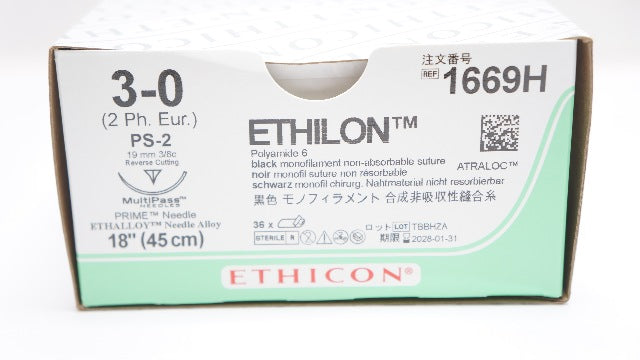 3-0
(2 Ph. Eur.)
PS-2
19 mm 3/8c
Reverse Cutting
MultiPass™
NEEDLES
PRIME™ Needle
ETHALLOY™ Needle Alloy
18" (45 cm)
注文番号
REF 1669H
ETHILON™
Polyamide 6
black monofilament non-absorbable suture
noir monofil suture non résorbable
schwarz monofil chirurg. Nahtmaterial nicht resorbierbar
黒色 モノフィラメント 合成非吸収性縫合糸
ATRALOC™
36 x
STERILE R
ロット LOT TBBHZA
期限 2028-01-31
ETHICON®